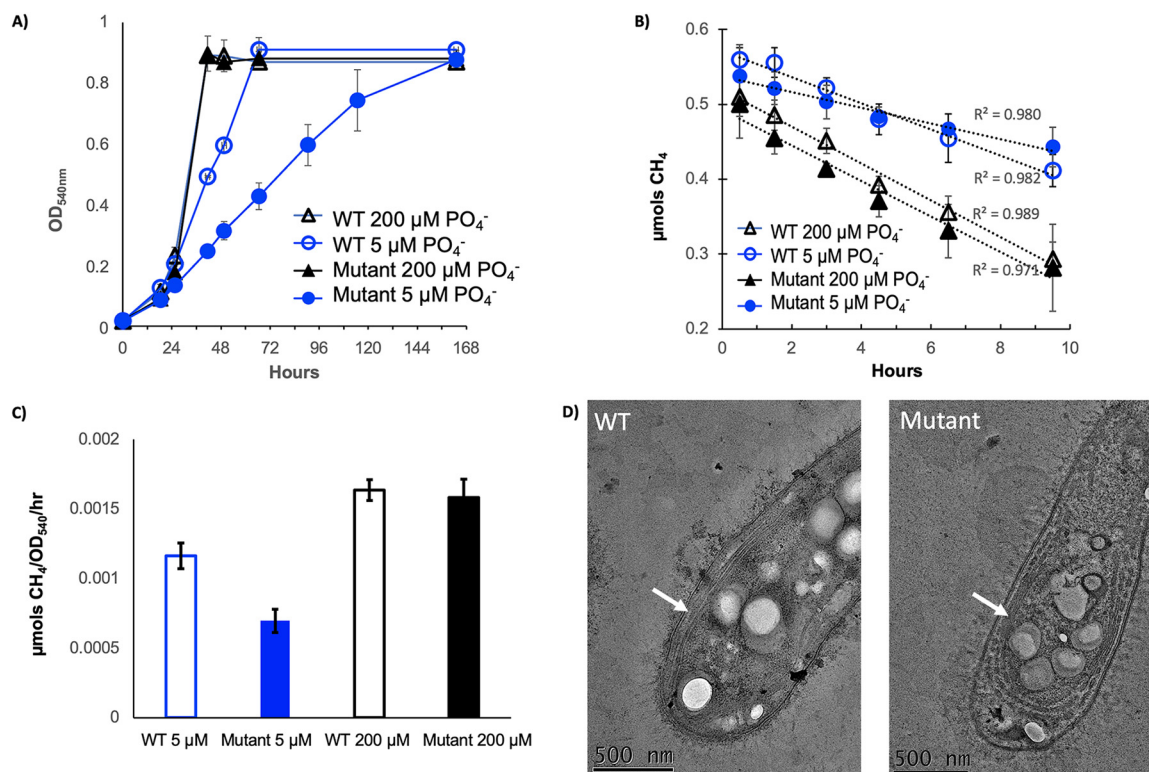 A)
1
0.8
0.6
0.4
0.2
0
OD₅₄₀nm
0 24 48 72 96 120 144 168
Hours
WT 200 µM PO₄⁻
WT 5 µM PO₄⁻
Mutant 200 µM PO₄⁻
Mutant 5 µM PO₄⁻
B)
0.6
0.5
0.4
0.3
0.2
µmols CH₄
0 2 4 6 8 10
Hours
R² = 0.980
R² = 0.982
R² = 0.989
R² = 0.971
WT 200 µM PO₄⁻
WT 5 µM PO₄⁻
Mutant 200 µM PO₄⁻
Mutant 5 µM PO₄⁻
C)
0.002
0.0015
0.001
0.0005
0
µmols CH₄/OD₅₄₀/hr
WT 5 µM Mutant 5 µM WT 200 µM Mutant 200 µM
D)
WT
500 nm
Mutant
500 nm